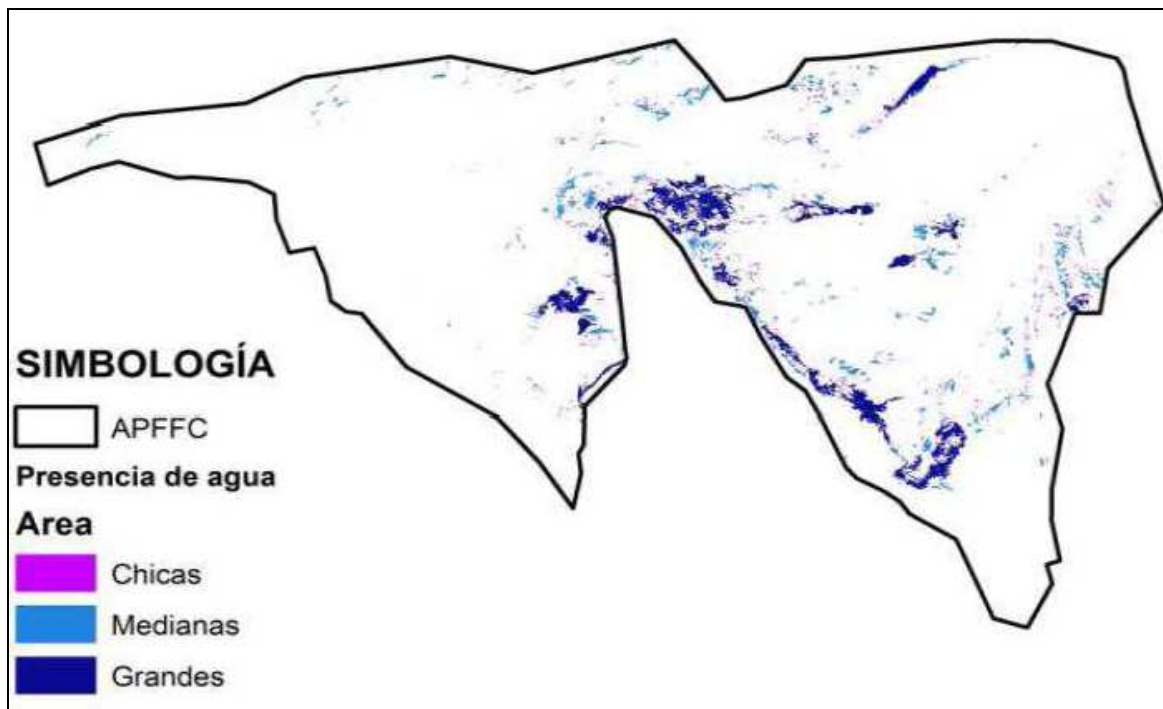 SIMBOLOGÍA
APFFC
Presencia de agua
Area
Chicas
Medianas
Grandes